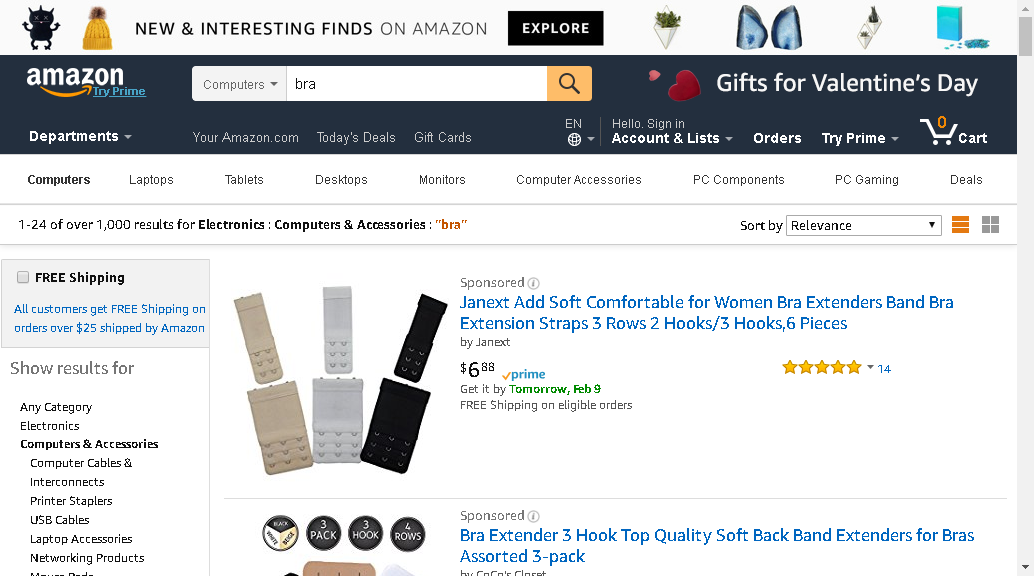 NEW & INTERESTING FINDS ON AMAZON EXPLORE
amazon
Try Prime
Computers
bra
Gifts for Valentine's Day
Departments
Your Amazon.com
Today's Deals
Gift Cards
EN
Hello. Sign in
Account & Lists
Orders
Try Prime
0
Cart
Computers
Laptops
Tablets
Desktops
Monitors
Computer Accessories
PC Components
PC Gaming
Deals
1-24 of over 1,000 results for Electronics : Computers & Accessories : "bra"
Sort by Relevance
FREE Shipping
All customers get FREE Shipping on
orders over $25 shipped by Amazon
Show results for
Any Category
Electronics
Computers & Accessories
Computer Cables &
Interconnects
Printer Staplers
USB Cables
Laptop Accessories
Networking Products
Mouse Pads
Sponsored
Janext Add Soft Comfortable for Women Bra Extenders Band Bra
Extension Straps 3 Rows 2 Hooks/3 Hooks,6 Pieces
by Janext
$6 88 prime
14
Get it by Tomorrow, Feb 9
FREE Shipping on eligible orders
BLACK
WHITE
BEIGE
3 PACK
3 HOOK
4 ROWS
Sponsored
Bra Extender 3 Hook Top Quality Soft Back Band Extenders for Bras
Assorted 3-pack
by CoCo's Closet